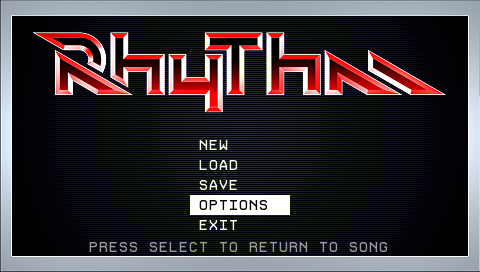 Rhythm
NEW
LOAD
SAVE
OPTIONS
EXIT
PRESS SELECT TO RETURN TO SONG